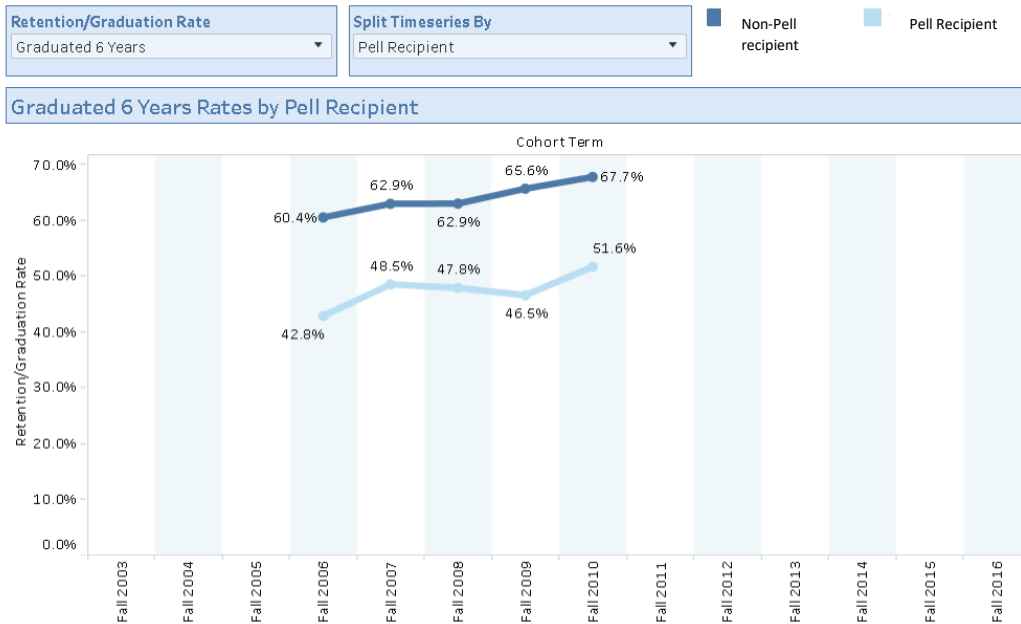 Retention/Graduation Rate
Graduated 6 Years
Split Timeseries By
Pell Recipient
Non-Pell
recipient
Pell Recipient
Graduated 6 Years Rates by Pell Recipient
Cohort Term
Retention/Graduation Rate
70.0%
60.0%
50.0%
40.0%
30.0%
20.0%
10.0%
0.0%
60.4%
62.9%
62.9%
65.6%
67.7%
42.8%
48.5%
47.8%
46.5%
51.6%
Fall 2003
Fall 2004
Fall 2005
Fall 2006
Fall 2007
Fall 2008
Fall 2009
Fall 2010
Fall 2011
Fall 2012
Fall 2013
Fall 2014
Fall 2015
Fall 2016